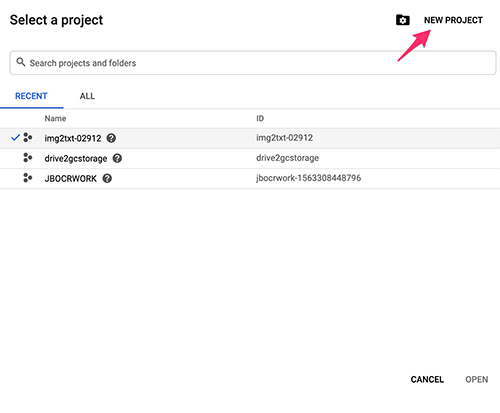 Select a project
NEW PROJECT
Search projects and folders
RECENT ALL
Name ID
img2txt-02912 img2txt-02912
drive2gcstorage drive2gcstorage
JBOCRWORK jbocrwork-1563308448796
CANCEL OPEN